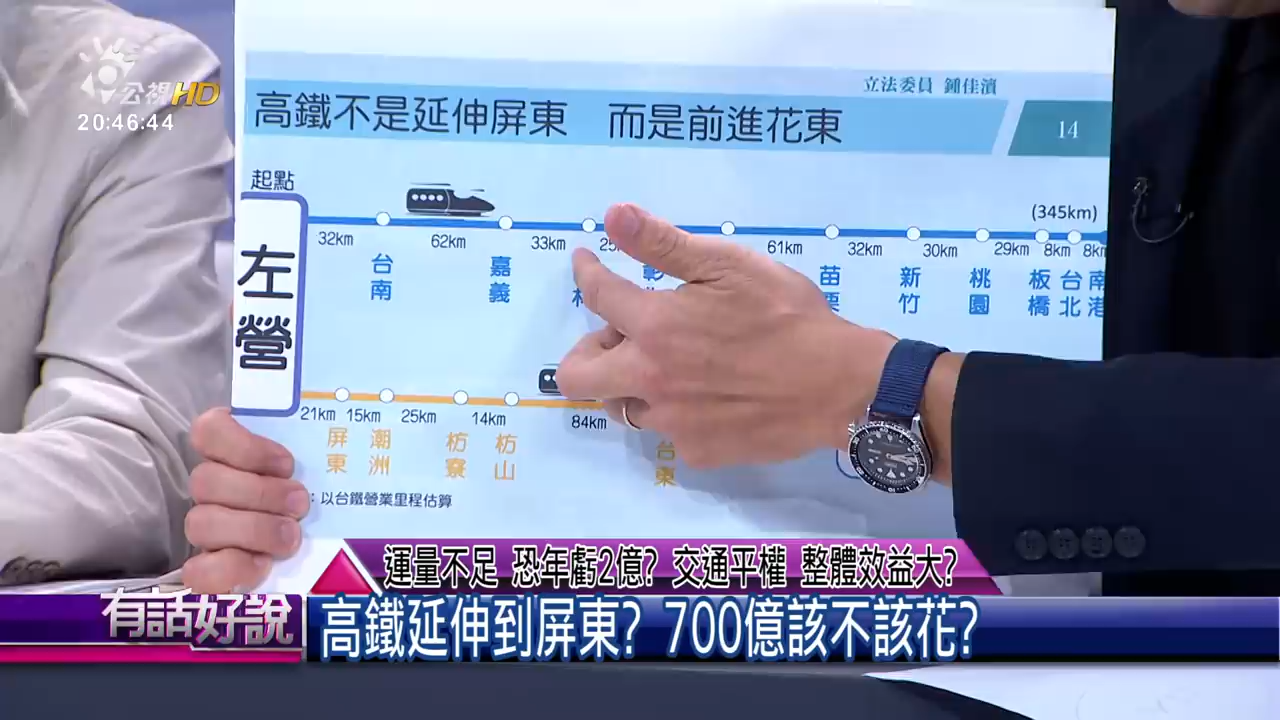 公視HD
20:46:44
立法委員 鍾佳濱
高鐵不是延伸屏東 而是前進花東
14
起點
左營
(345km)
32km 62km 33km 61km 32km 30km 29km 8km 8km
台南 嘉義 苗栗 新竹 桃園 板橋 台北 南港
21km 15km 25km 14km 84km
屏東 潮洲 枋寮 枋山 台東
：以台鐵營業里程估算
運量不足 恐年虧2億? 交通平權 整體效益大?
有話好說
高鐵延伸到屏東? 700億該不該花?